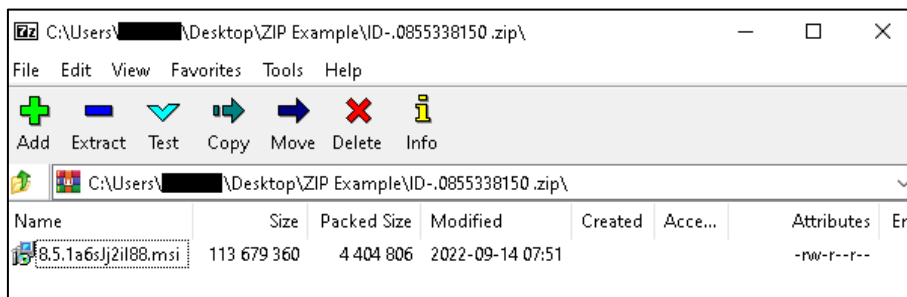 7z C:\Users\ \Desktop\ZIP Example\ID-.0855338150 .zip\
File Edit View Favorites Tools Help
Add Extract Test Copy Move Delete Info
C:\Users\ \Desktop\ZIP Example\ID-.0855338150 .zip\
Name Size Packed Size Modified Created Acce... Attributes
8.5.1a6sJj2il88.msi 113 679 360 4 404 806 2022-09-14 07:51 -rw-r--r--